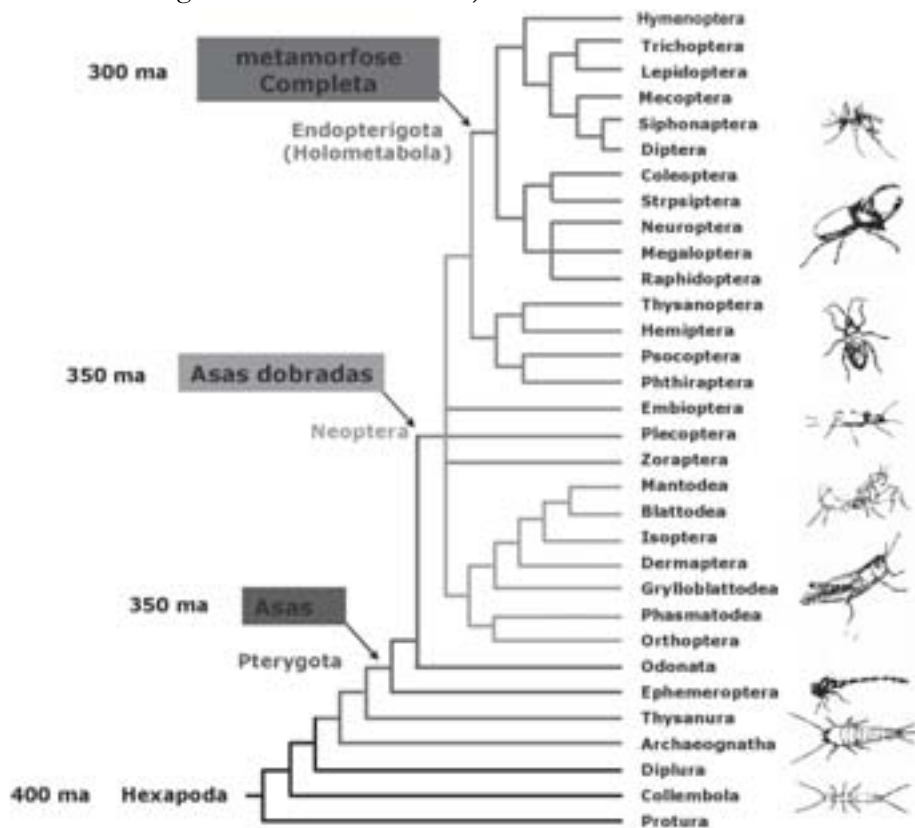 Hymenoptera
Trichoptera
Lepidoptera
Mecoptera
Siphonaptera
Diptera
Coleoptera
Strpsiptera
Neuroptera
Megaloptera
Raphidoptera
Thysanoptera
Hemiptera
Psocoptera
Phthiraptera
Embioptera
Plecoptera
Zoraptera
Mantodea
Blattodea
Isoptera
Dermaptera
Grylloblattodea
Phasmatodea
Orthoptera
Odonata
Ephemeroptera
Thysanura
Archaeognatha
Diplura
Collembola
Protura
300 ma
metamorfose
Completa
Endopterigota
(Holometabola)
350 ma
Asas dobradas
Neoptera
350 ma
Asas
Pterygota
400 ma
Hexapoda